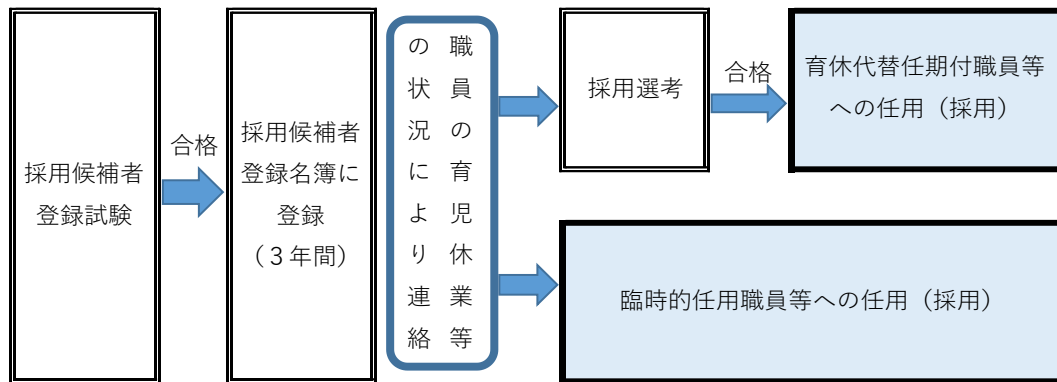 採用候補者
登録試験
合格
採用候補者
登録名簿に
登録
(３年間)
職員の育児休業等
の状況により連絡
採用選考
合格
育休代替任期付職員等
への任用（採用）
臨時的任用職員等への任用（採用）